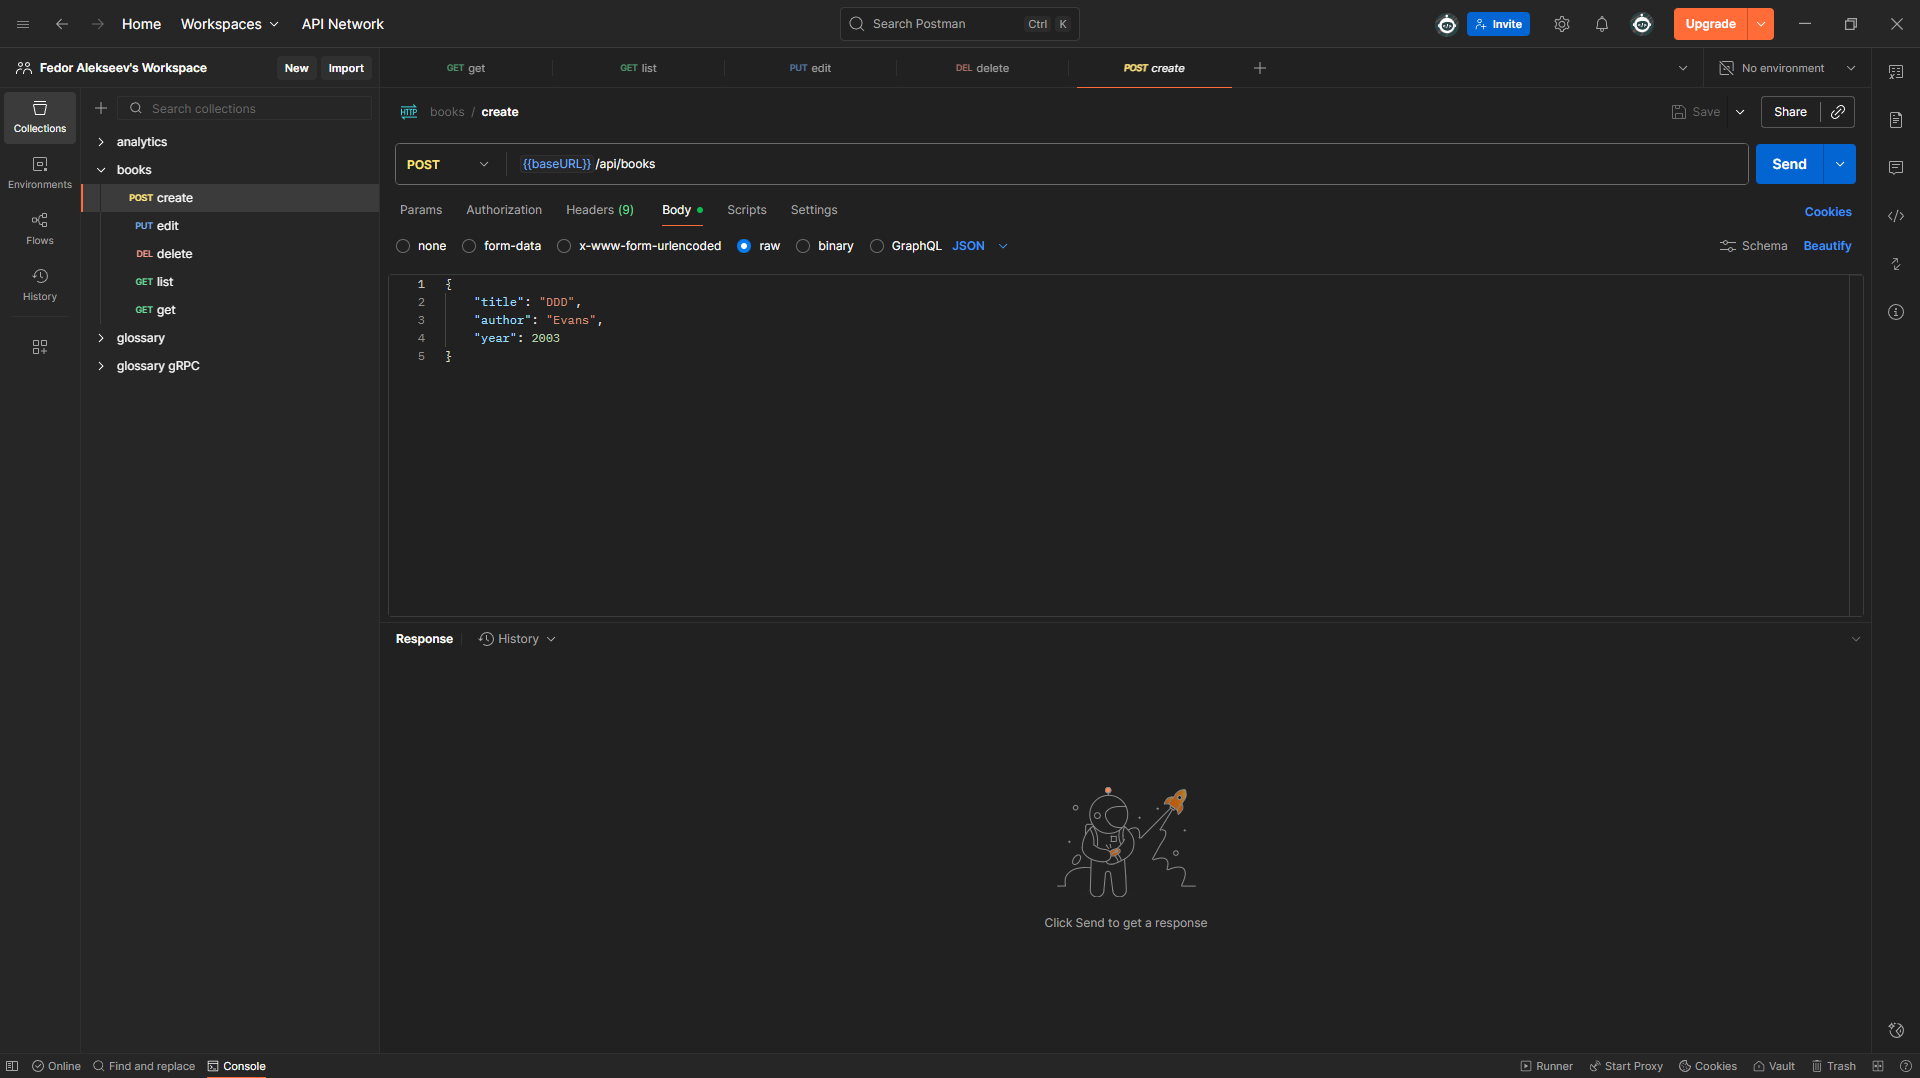 Home Workspaces API Network Search Postman Ctrl K Invite Upgrade
Fedor Alekseev's Workspace New Import GET get GET list PUT edit DEL delete POST create No environment
Collections
Environments
Flows
History
Search collections
analytics
books
POST create
PUT edit
DEL delete
GET list
GET get
glossary
glossary gRPC
HTTP books / create Save Share
POST {{baseURL}} /api/books Send
Params Authorization Headers (9) Body Scripts Settings Cookies
none form-data x-www-form-urlencoded raw binary GraphQL JSON Schema Beautify
1 {
2 "title": "DDD",
3 "author": "Evans",
4 "year": 2003
5 }
Response History
Click Send to get a response
Online Find and replace Console Runner Start Proxy Cookies Vault Trash